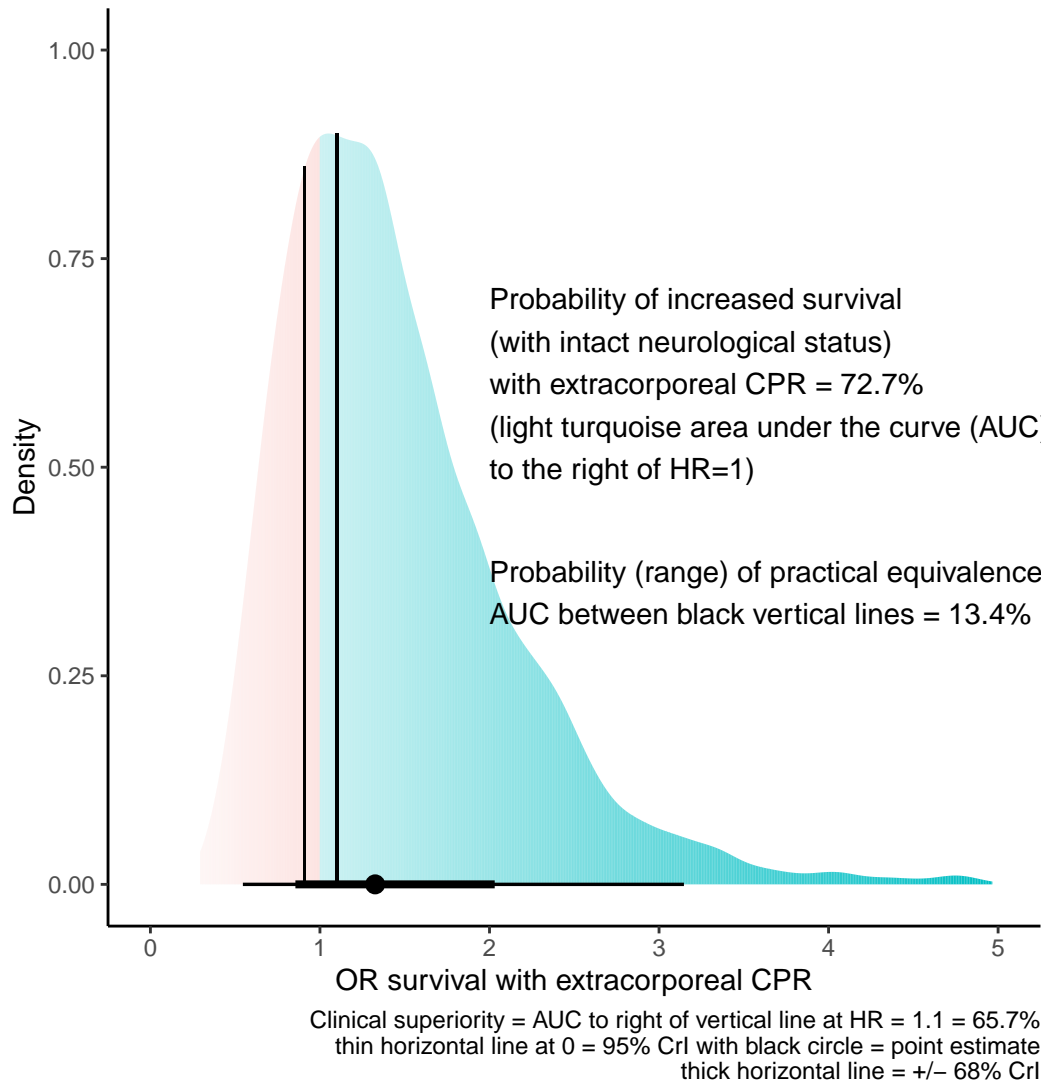 1.00
0.75
0.50
0.25
0.00
Density
Probability of increased survival
(with intact neurological status)
with extracorporeal CPR = 72.7%
(light turquoise area under the curve (AUC)
to the right of HR=1)
Probability (range) of practical equivalence
AUC between black vertical lines = 13.4%
0 1 2 3 4 5
OR survival with extracorporeal CPR
Clinical superiority = AUC to right of vertical line at HR = 1.1 = 65.7%
thin horizontal line at 0 = 95% CrI with black circle = point estimate
thick horizontal line = +/− 68% CrI